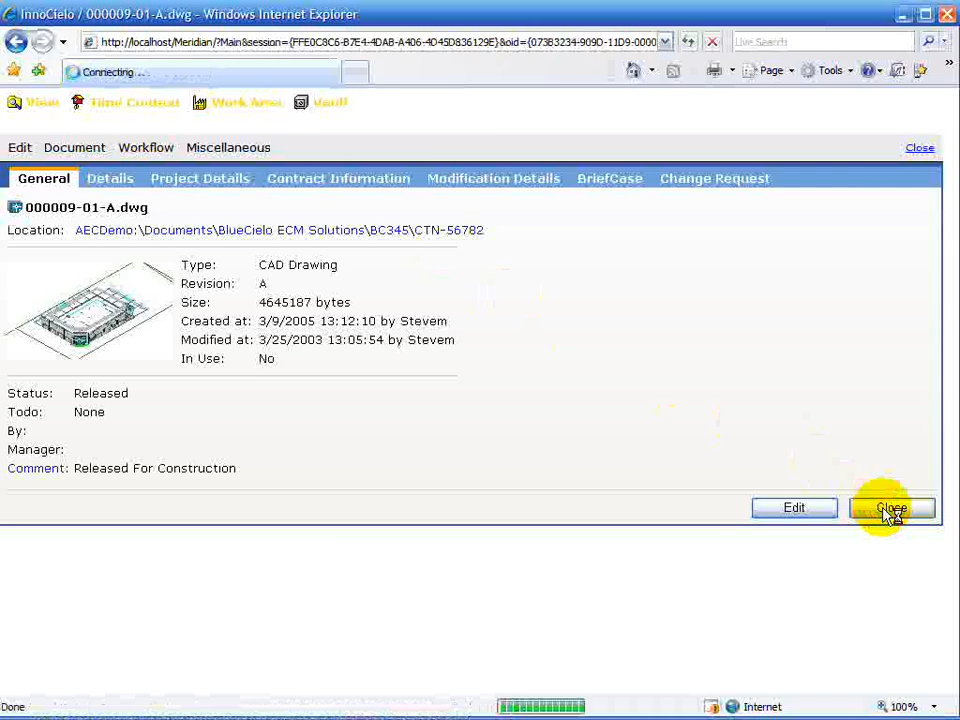 InnoCielo / 000009-01-A.dwg - Windows Internet Explorer
http://localhost/Meridian/?Main&session={FFE0C8C6-B7E4-4DAB-A406-4D45D836129E}&oid={073B3234-909D-11D9-0000
Live Search
Connecting...
Page Tools
View Time Context Work Area Vault
Edit Document Workflow Miscellaneous Close
General Details Project Details Contract Information Modification Details BriefCase Change Request
000009-01-A.dwg
Location: AECDemo:\Documents\BlueCielo ECM Solutions\BC345\CTN-56782
Type: CAD Drawing
Revision: A
Size: 4645187 bytes
Created at: 3/9/2005 13:12:10 by Stevem
Modified at: 3/25/2003 13:05:54 by Stevem
In Use: No
Status: Released
Todo: None
By:
Manager:
Comment: Released For Construction
Edit Close
Done Internet 100%